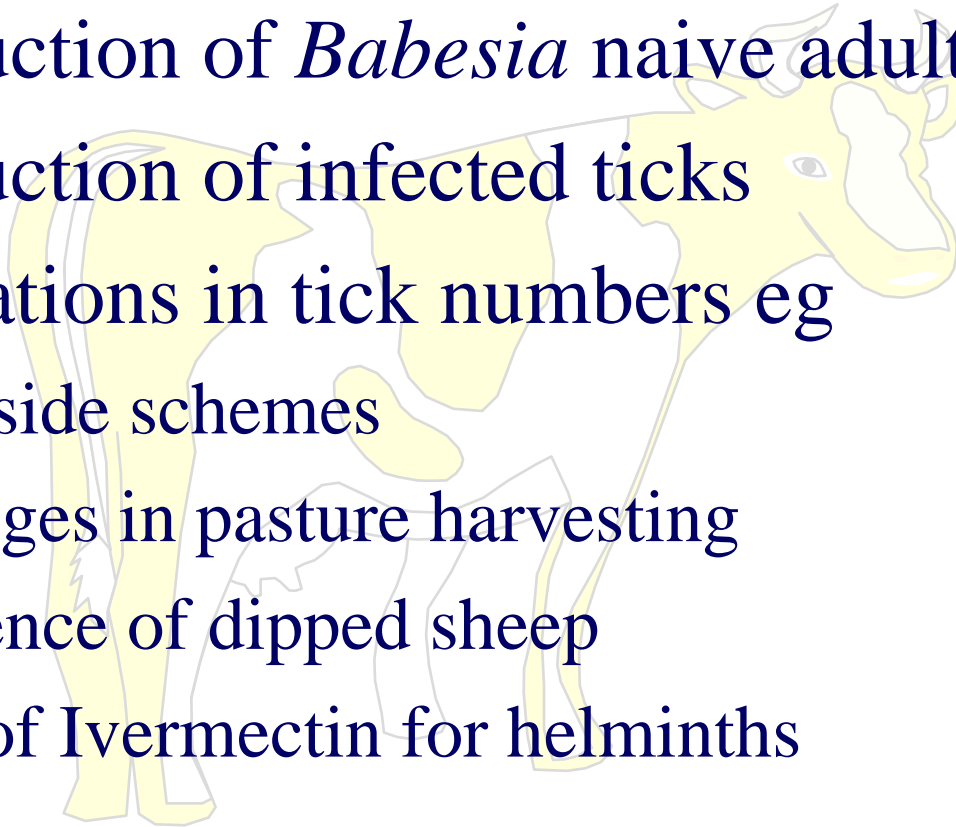 uction of Babesia naive adult
uction of infected ticks
ations in tick numbers eg
side schemes
ges in pasture harvesting
ence of dipped sheep
of Ivermectin for helminths